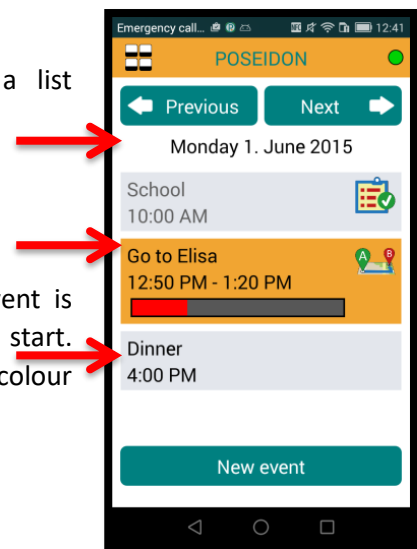 Emergency call... 12:41
POSEIDON
a list
Previous Next
Monday 1. June 2015
School
10:00 AM
Go to Elisa
A B
12:50 PM - 1:20 PM
ent is
start.
Dinner
colour
4:00 PM
New event